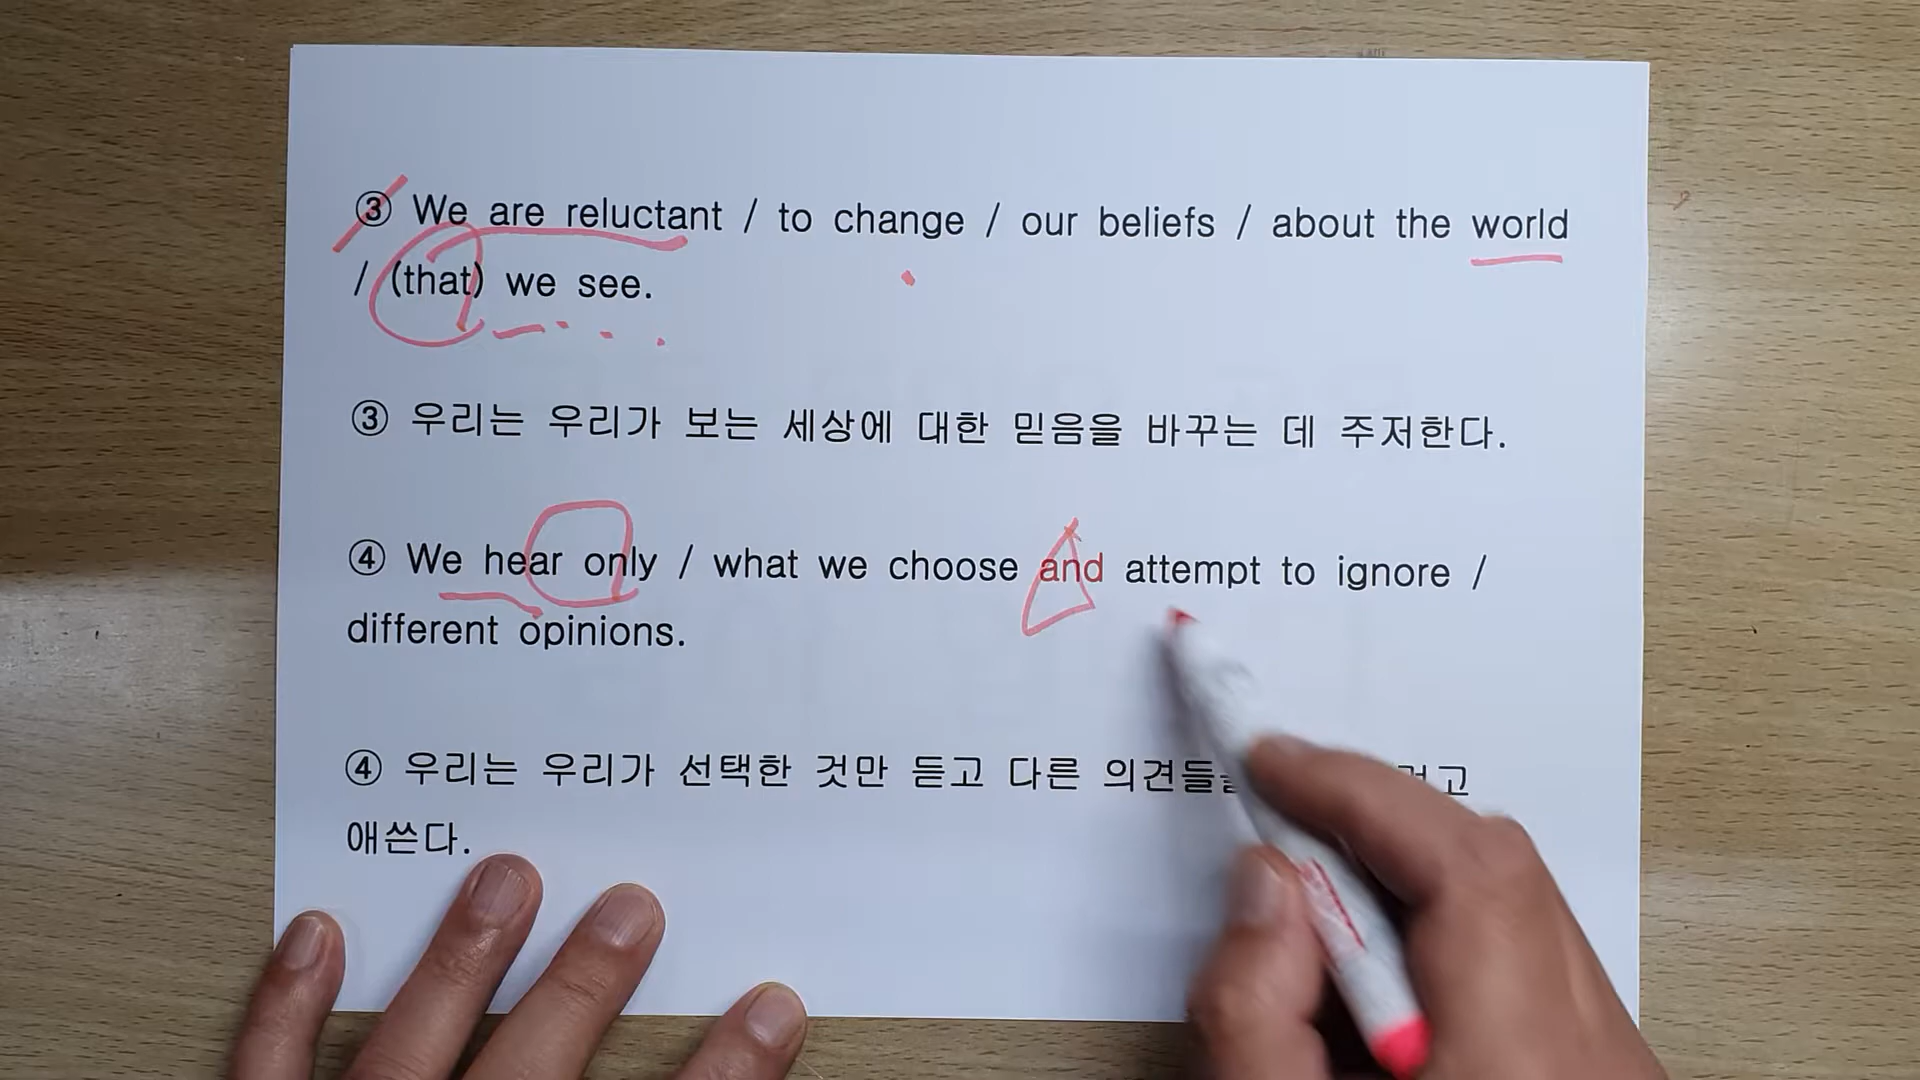 ③ We are reluctant / to change / our beliefs / about the world
/ (that) we see.
③ 우리는 우리가 보는 세상에 대한 믿음을 바꾸는 데 주저한다.
④ We hear only / what we choose and attempt to ignore /
different opinions.
④ 우리는 우리가 선택한 것만 듣고 다른
애쓴다.